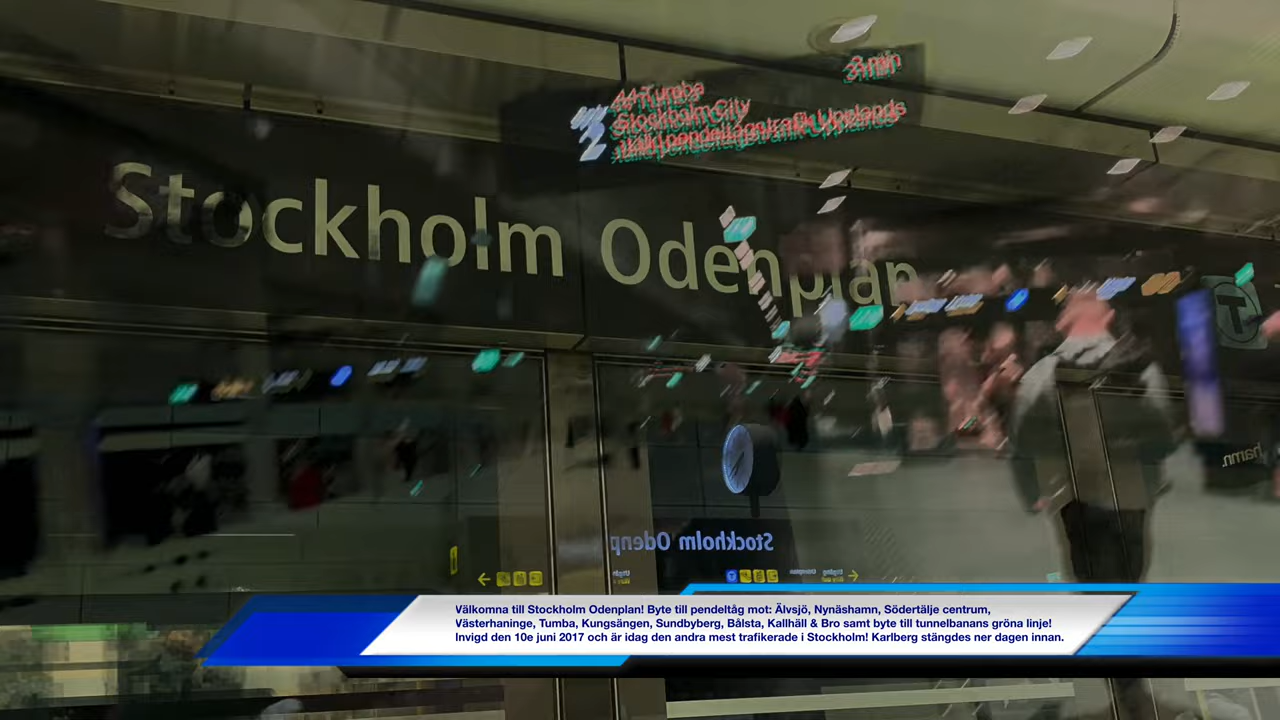 3 min
44 Tumba
Stockholm City
Stockholm Odenplan
T
hamn.
Stockholm Odenp
Välkomna till Stockholm Odenplan! Byte till pendeltåg mot: Älvsjö, Nynäshamn, Södertälje centrum,
Västerhaninge, Tumba, Kungsängen, Sundbyberg, Bålsta, Kallhäll & Bro samt byte till tunnelbanans gröna linje!
Invigd den 10e juni 2017 och är idag den andra mest trafikerade i Stockholm! Karlberg stängdes ner dagen innan.